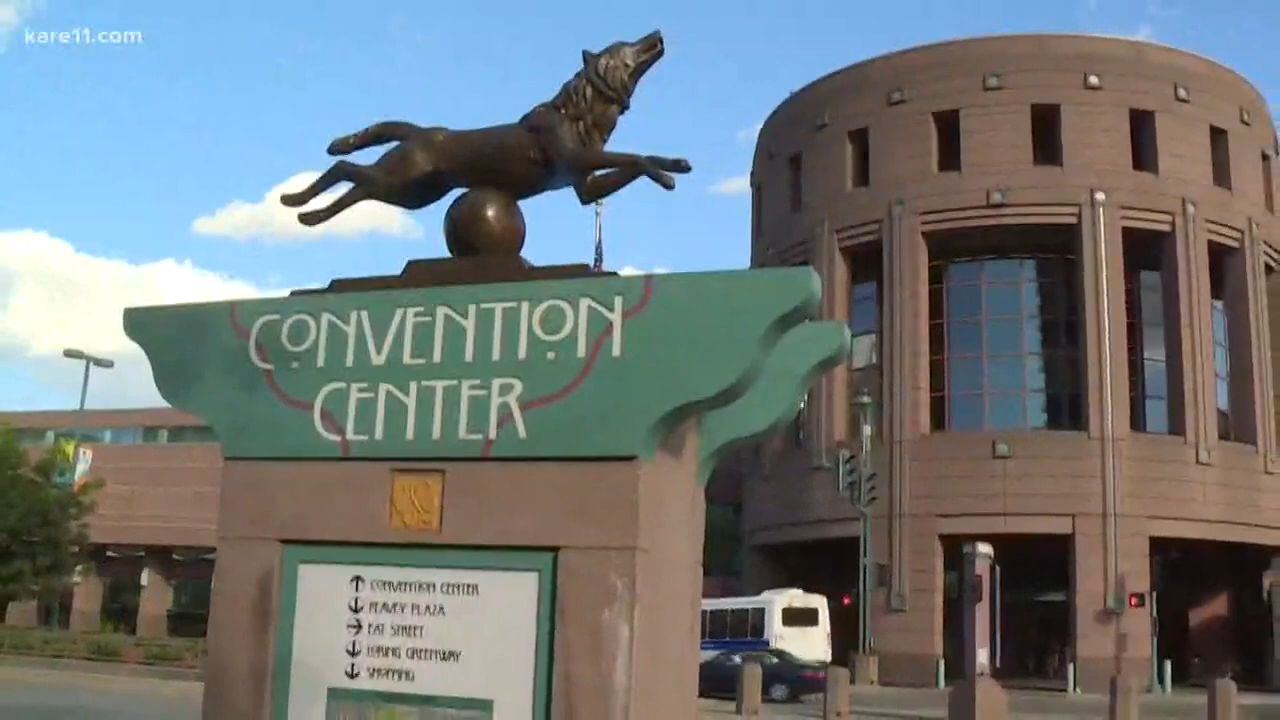 kare11.com
CONVENTION
CENTER
↑ CONVENTION CENTER
↓ PEAVEY PLAZA
→ EAT STREET
↓ LORING GREENWAY
↓ SHOPPING